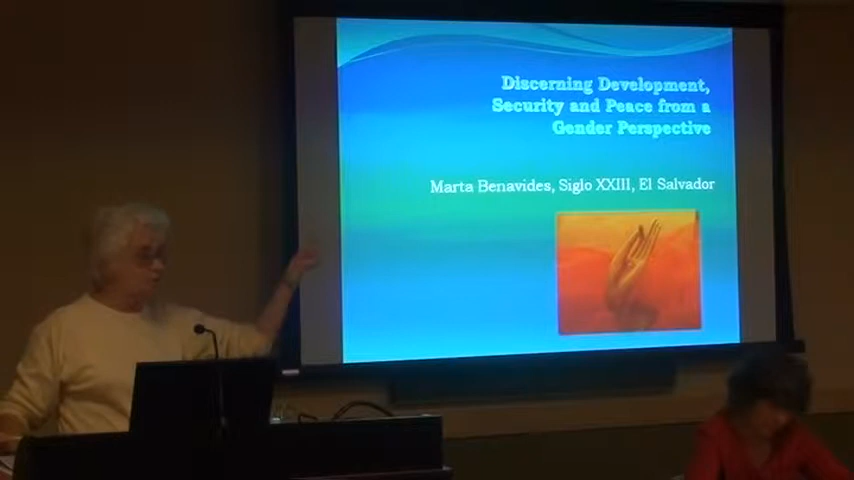 Discerning Development,
Security and Peace from a
Gender Perspective
Marta Benavides, Siglo XXIII, El Salvador